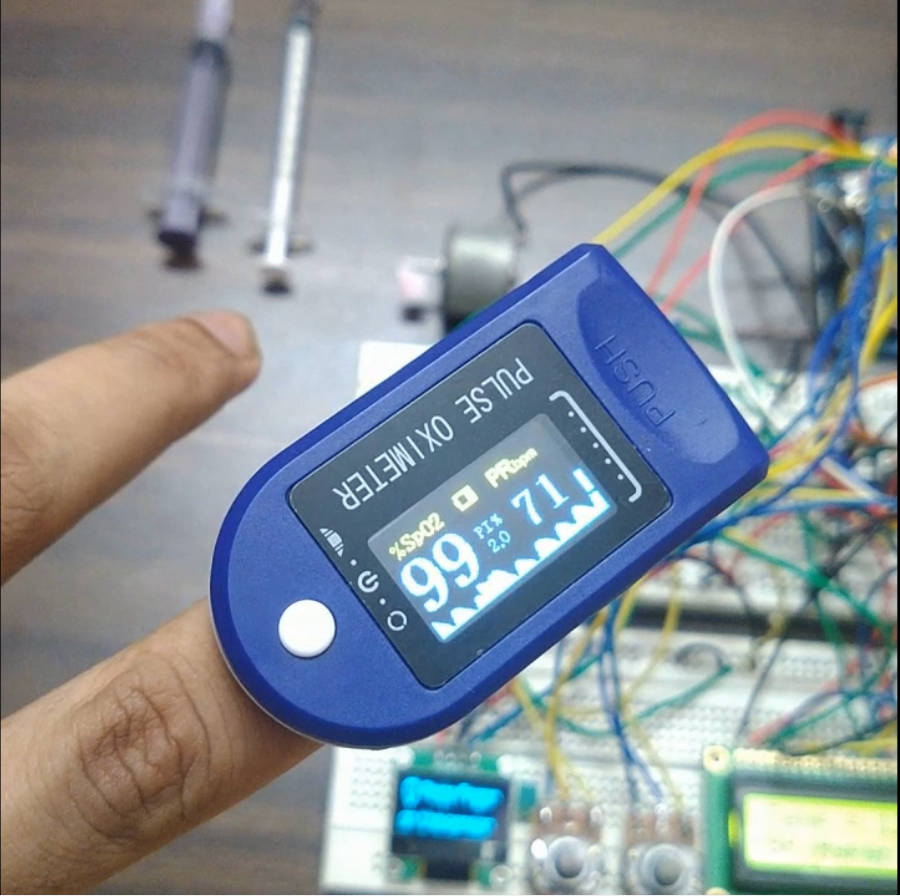 PUSH
PULSE OXIMETER
%SpO2 PRbpm
99 PI% 71
2.0